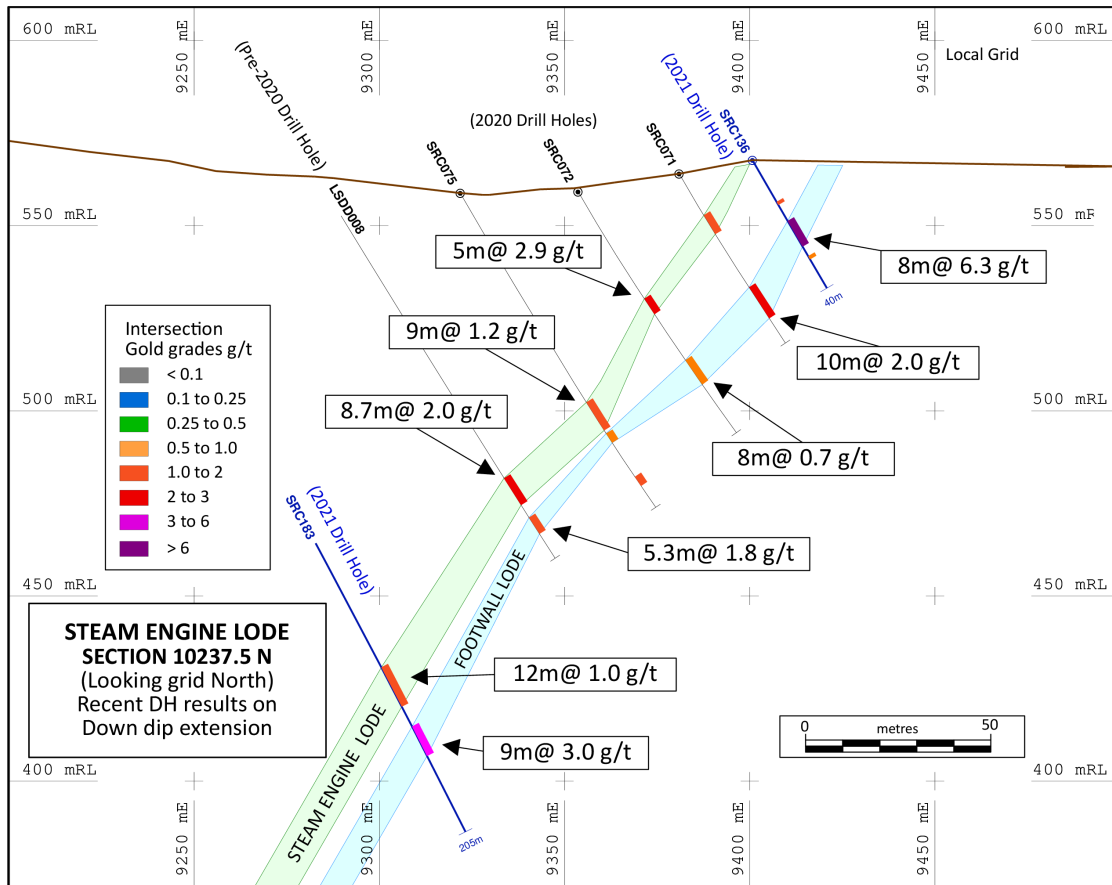 600 mRL
9250 mE
9300 mE
9350 mE
9400 mE
9450 mE
600 mRL
Local Grid
(Pre-2020 Drill Hole)
(2020 Drill Holes)
(2021 Drill Hole)
LSDD008
SRC075
SRC072
SRC071
SRC136
550 mRL
5m@ 2.9 g/t
8m@ 6.3 g/t
40m
Intersection
Gold grades g/t
< 0.1
0.1 to 0.25
0.25 to 0.5
0.5 to 1.0
1.0 to 2
2 to 3
3 to 6
> 6
9m@ 1.2 g/t
10m@ 2.0 g/t
8.7m@ 2.0 g/t
500 mRL
500 mRL
8m@ 0.7 g/t
SRC183
(2021 Drill Hole)
5.3m@ 1.8 g/t
FOOTWALL LODE
450 mRL
450 mRL
STEAM ENGINE LODE
SECTION 10237.5 N
(Looking grid North)
Recent DH results on
Down dip extension
12m@ 1.0 g/t
9m@ 3.0 g/t
STEAM ENGINE LODE
205m
0
metres
50
400 mRL
400 mRL
9250 mE
9300 mE
9350 mE
9400 mE
9450 mE